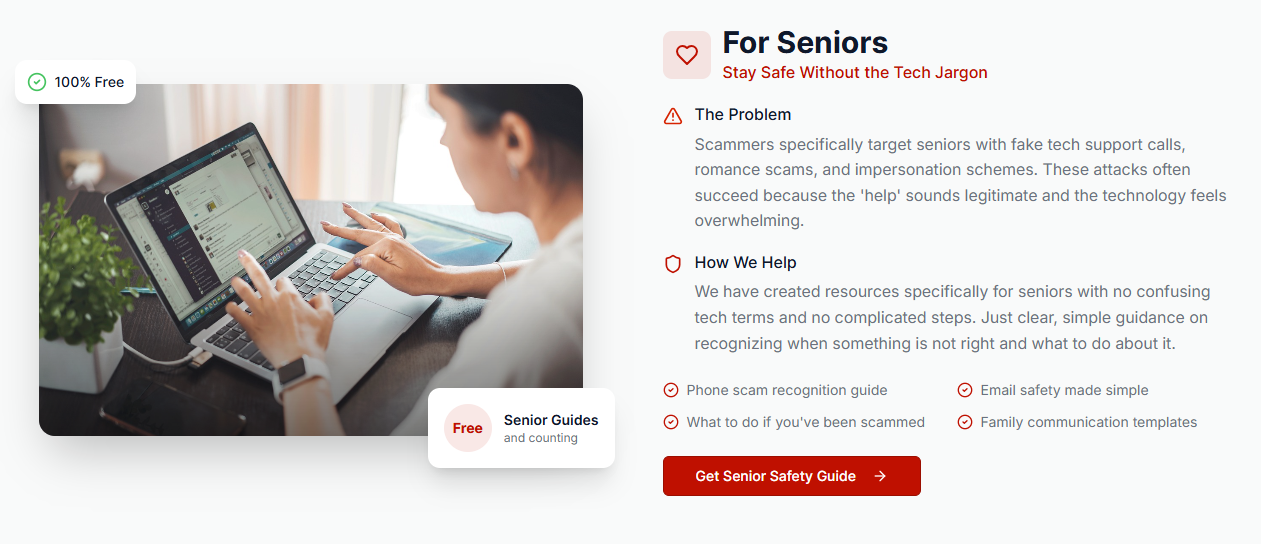 For Seniors
Stay Safe Without the Tech Jargon
100% Free
The Problem
Scammers specifically target seniors with fake tech support calls,
romance scams, and impersonation schemes. These attacks often
succeed because the 'help' sounds legitimate and the technology feels
overwhelming.
How We Help
We have created resources specifically for seniors with no confusing
tech terms and no complicated steps. Just clear, simple guidance on
recognizing when something is not right and what to do about it.
Phone scam recognition guide
Email safety made simple
What to do if you've been scammed
Family communication templates
Free
Senior Guides
and counting
Get Senior Safety Guide